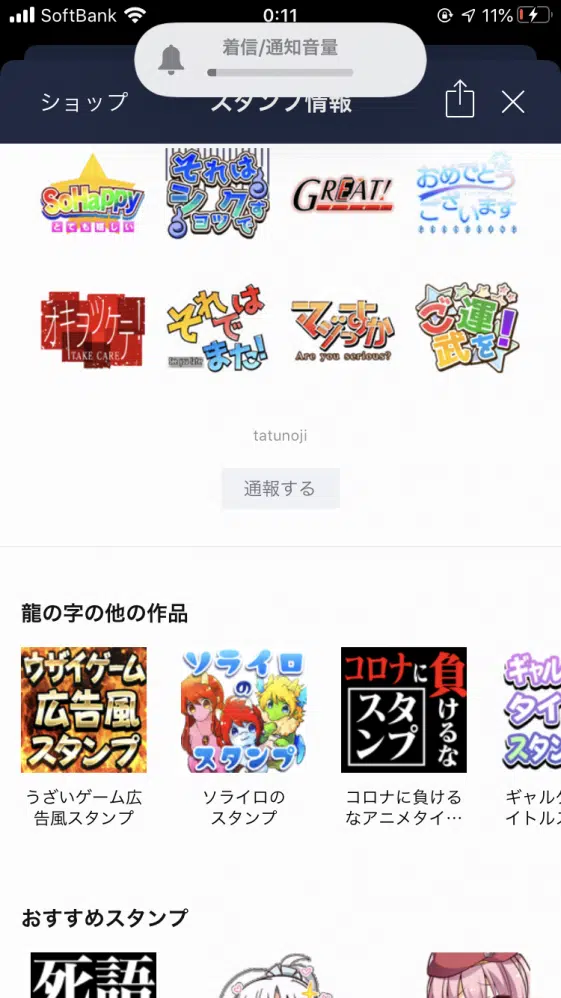 SoftBank 0:11 11%
着信/通知音量
ショップ スタンプ情報
SoHappy
とても嬉しい
それは
ショックす
です
GREAT!
おめでとう
ございます
オキヲツケテ!
TAKE CARE
それは
でば
また!
マジっすか
Are you serious?
ご運
武を!
tatunoji
通報する
龍の字の他の作品
ウザイゲーム
広告風
スタンプ
ソライロ
の
スタンプ
コロナに負けるな
スタンプ
ギャル
タイ
スタン
うざいゲーム広
告風スタンプ
ソライロの
スタンプ
コロナに負ける
なアニメタイ…
ギャルゲ
イトルス
おすすめスタンプ
死語